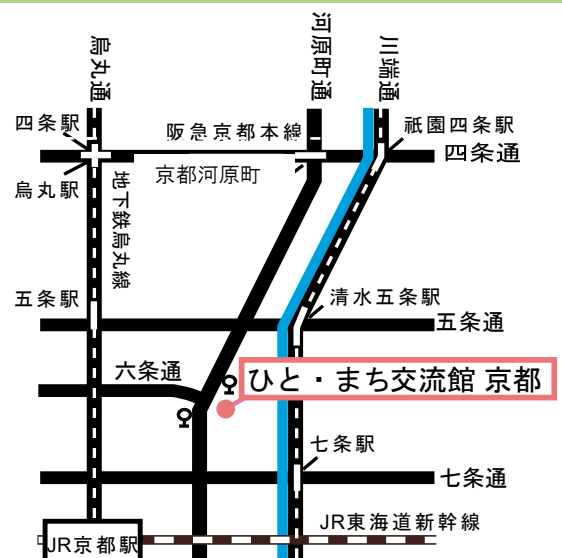 烏丸通
河原町通
川端通
四条駅
阪急京都本線
祇園四条駅
四条通
烏丸駅
京都河原町
地下鉄烏丸線
五条駅
清水五条駅
五条通
六条通
ひと・まち交流館 京都
七条駅
七条通
JR東海道新幹線
JR京都駅